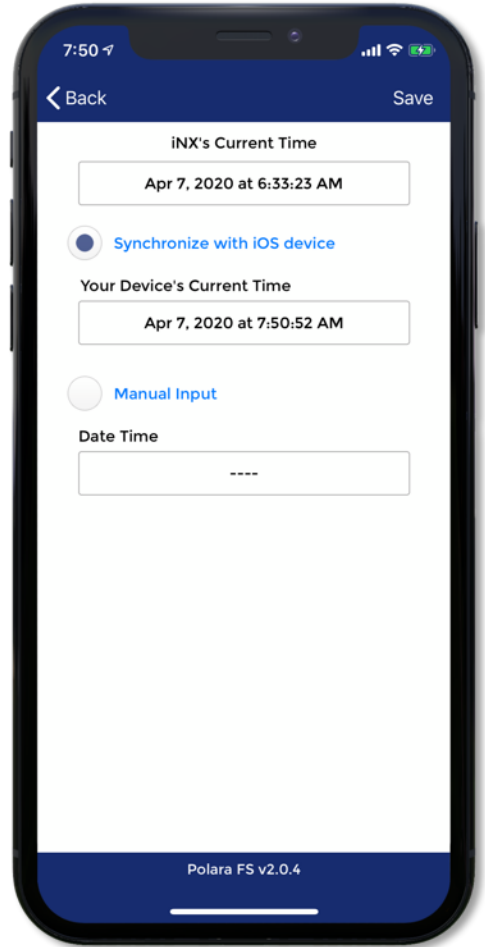 7:50
Back
Save
iNX's Current Time
Apr 7, 2020 at 6:33:23 AM
Synchronize with iOS device
Your Device's Current Time
Apr 7, 2020 at 7:50:52 AM
Manual Input
Date Time
----
Polara FS v2.0.4